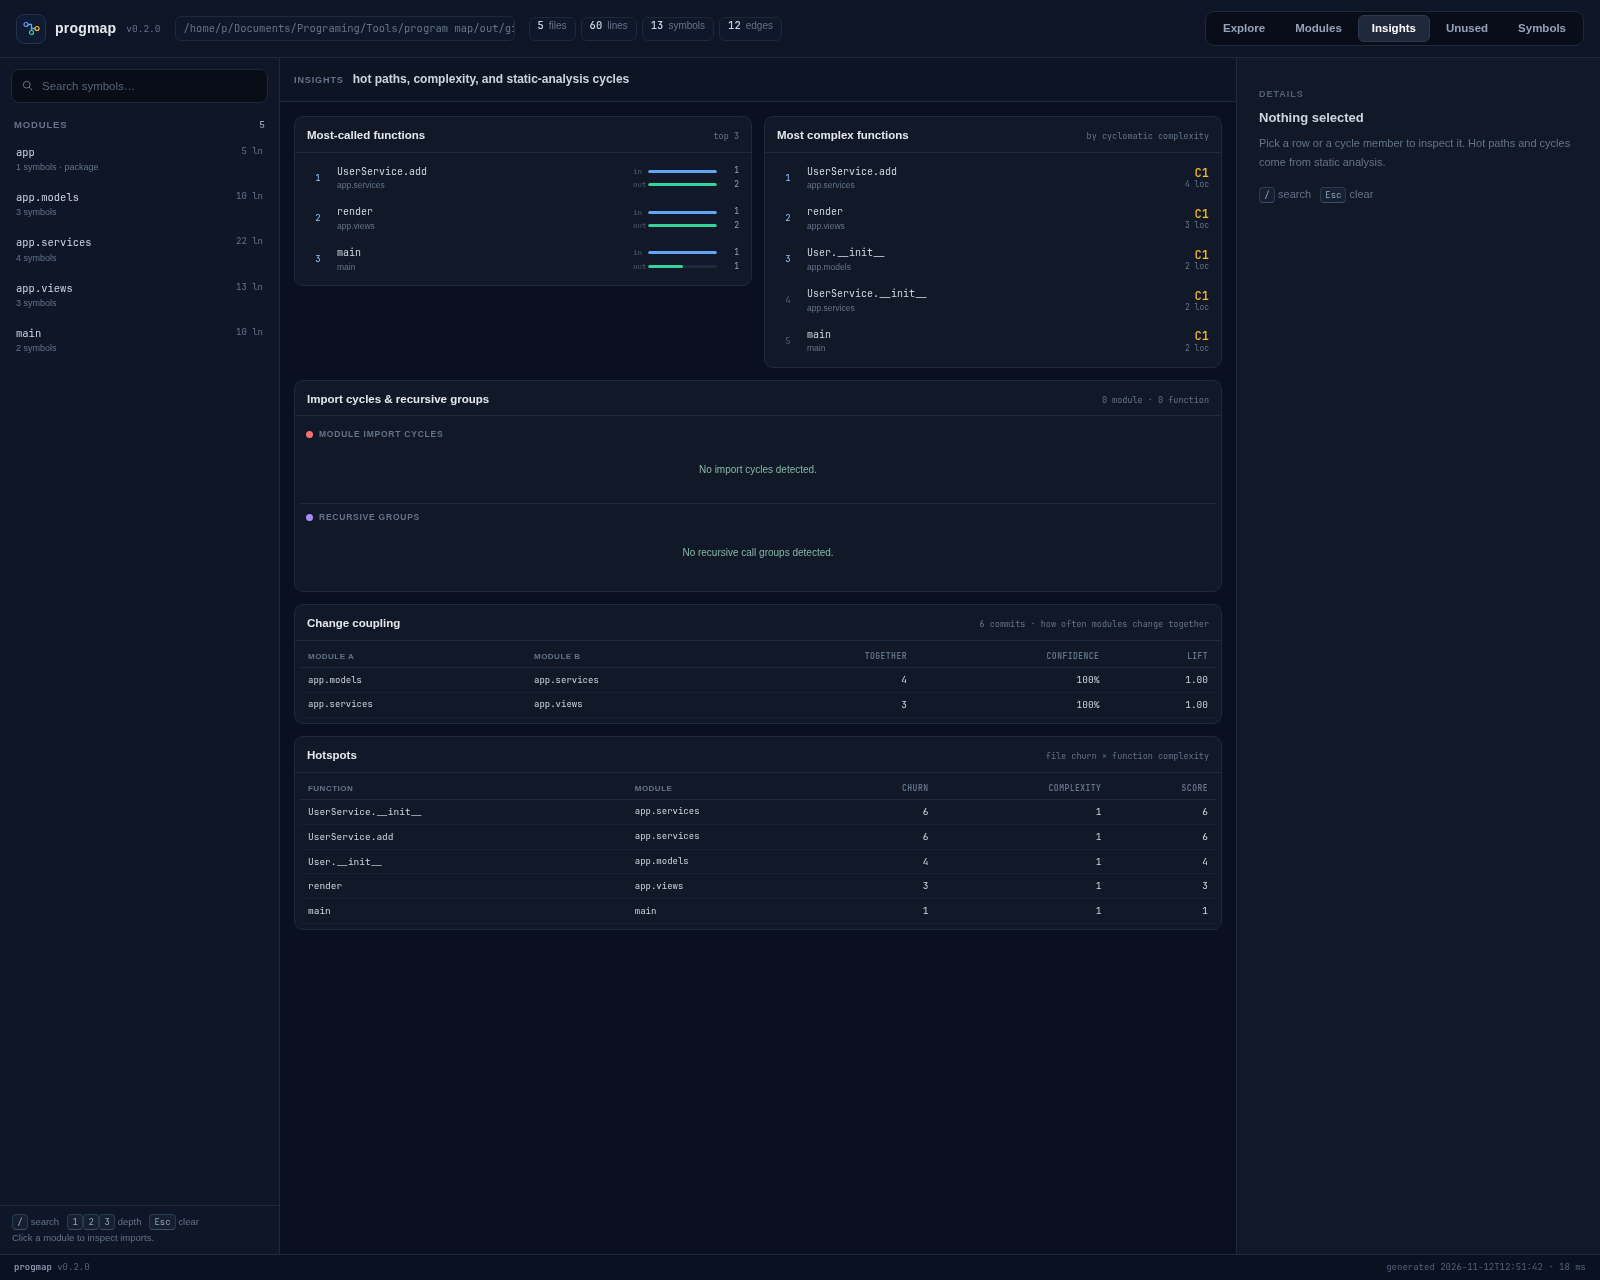 progmap v0.2.0 /home/p/Documents/Programing/Tools/program map/out/gi 5 files 60 lines 13 symbols 12 edges Explore Modules Insights Unused Symbols
Search symbols…
MODULES 5
app 5 ln
1 symbols · package
app.models 10 ln
3 symbols
app.services 22 ln
4 symbols
app.views 13 ln
3 symbols
main 10 ln
2 symbols
/ search 1 2 3 depth Esc clear
Click a module to inspect imports.
INSIGHTS hot paths, complexity, and static-analysis cycles
Most-called functions top 3
1 UserService.add in 1
app.services out 2
2 render in 1
app.views out 2
3 main in 1
main out 1
Most complex functions by cyclomatic complexity
1 UserService.add C1
app.services 4 loc
2 render C1
app.views 3 loc
3 User.__init__ C1
app.models 2 loc
4 UserService.__init__ C1
app.services 2 loc
5 main C1
main 2 loc
Import cycles & recursive groups 0 module · 0 function
MODULE IMPORT CYCLES
No import cycles detected.
RECURSIVE GROUPS
No recursive call groups detected.
Change coupling 6 commits · how often modules change together
MODULE A MODULE B TOGETHER CONFIDENCE LIFT
app.models app.services 4 100% 1.00
app.services app.views 3 100% 1.00
Hotspots file churn × function complexity
FUNCTION MODULE CHURN COMPLEXITY SCORE
UserService.__init__ app.services 6 1 6
UserService.add app.services 6 1 6
User.__init__ app.models 4 1 4
render app.views 3 1 3
main main 1 1 1
DETAILS
Nothing selected
Pick a row or a cycle member to inspect it. Hot paths and cycles
come from static analysis.
/ search Esc clear
progmap v0.2.0 generated 2026-11-12T12:51:42 · 18 ms